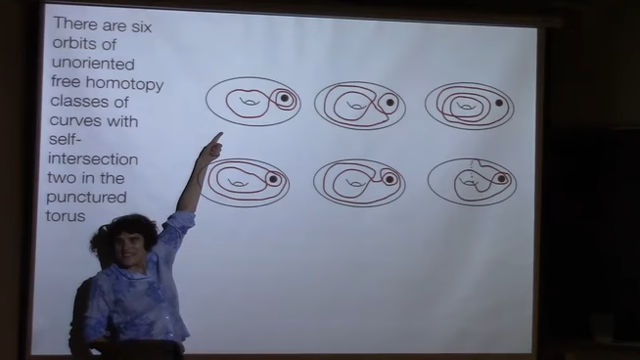 There are six
orbits of
unoriented
free homotopy
classes of
curves with
self-
intersection
two in the
punctured
torus